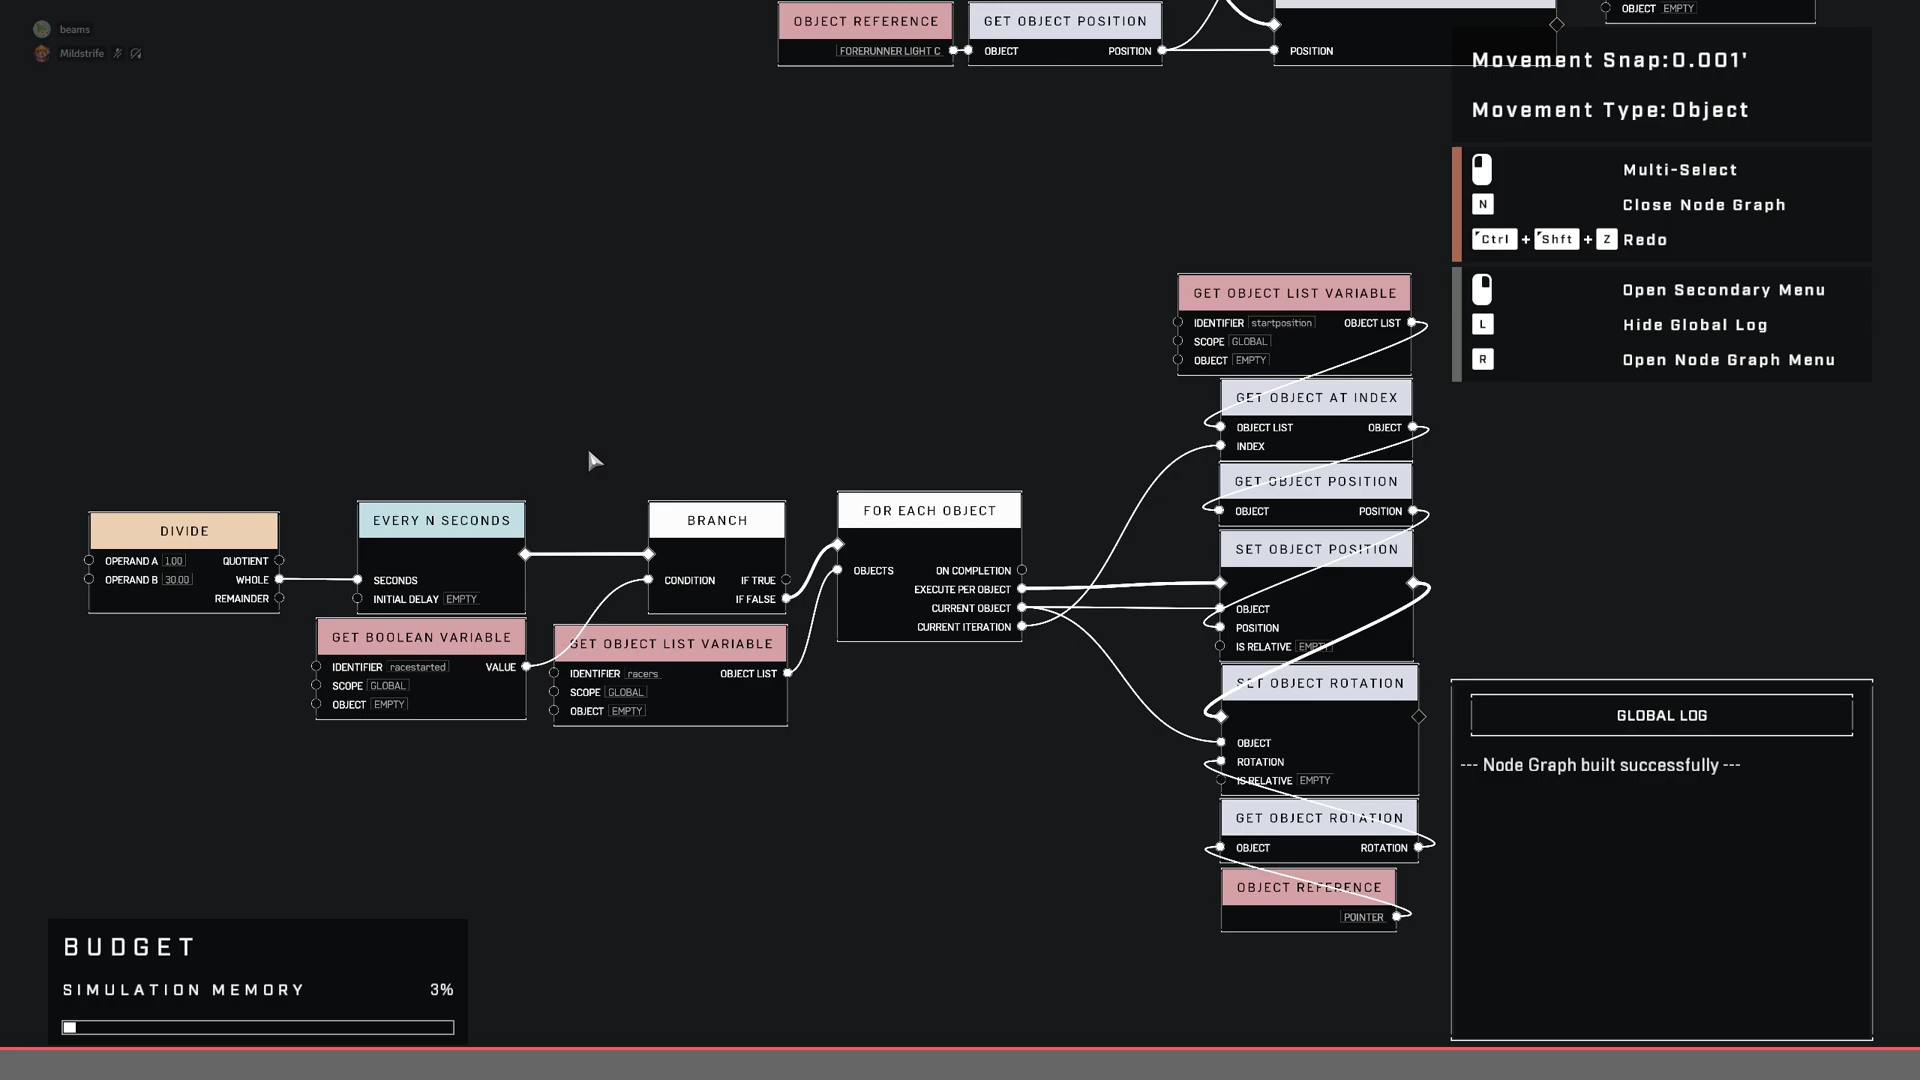 beams
Mildstrife
OBJECT REFERENCE
FORERUNNER LIGHT C
GET OBJECT POSITION
OBJECT POSITION
POSITION
OBJECT EMPTY
Movement Snap:0.001'
Movement Type:Object
Multi-Select
N Close Node Graph
Ctrl + Shft + Z Redo
Open Secondary Menu
L Hide Global Log
R Open Node Graph Menu
GET OBJECT LIST VARIABLE
IDENTIFIER startposition OBJECT LIST
SCOPE GLOBAL
OBJECT EMPTY
GET OBJECT AT INDEX
OBJECT LIST OBJECT
INDEX
GET OBJECT POSITION
OBJECT POSITION
SET OBJECT POSITION
OBJECT
POSITION
IS RELATIVE EMPTY
SET OBJECT ROTATION
OBJECT
ROTATION
IS RELATIVE EMPTY
GET OBJECT ROTATION
OBJECT ROTATION
OBJECT REFERENCE
POINTER
DIVIDE
OPERAND A 1.00 QUOTIENT
OPERAND B 30.00 WHOLE
REMAINDER
EVERY N SECONDS
SECONDS
INITIAL DELAY EMPTY
BRANCH
CONDITION IF TRUE
IF FALSE
FOR EACH OBJECT
OBJECTS ON COMPLETION
EXECUTE PER OBJECT
CURRENT OBJECT
CURRENT ITERATION
GET BOOLEAN VARIABLE
IDENTIFIER racestarted VALUE
SCOPE GLOBAL
OBJECT EMPTY
GET OBJECT LIST VARIABLE
IDENTIFIER racers OBJECT LIST
SCOPE GLOBAL
OBJECT EMPTY
GLOBAL LOG
--- Node Graph built successfully ---
BUDGET
SIMULATION MEMORY 3%